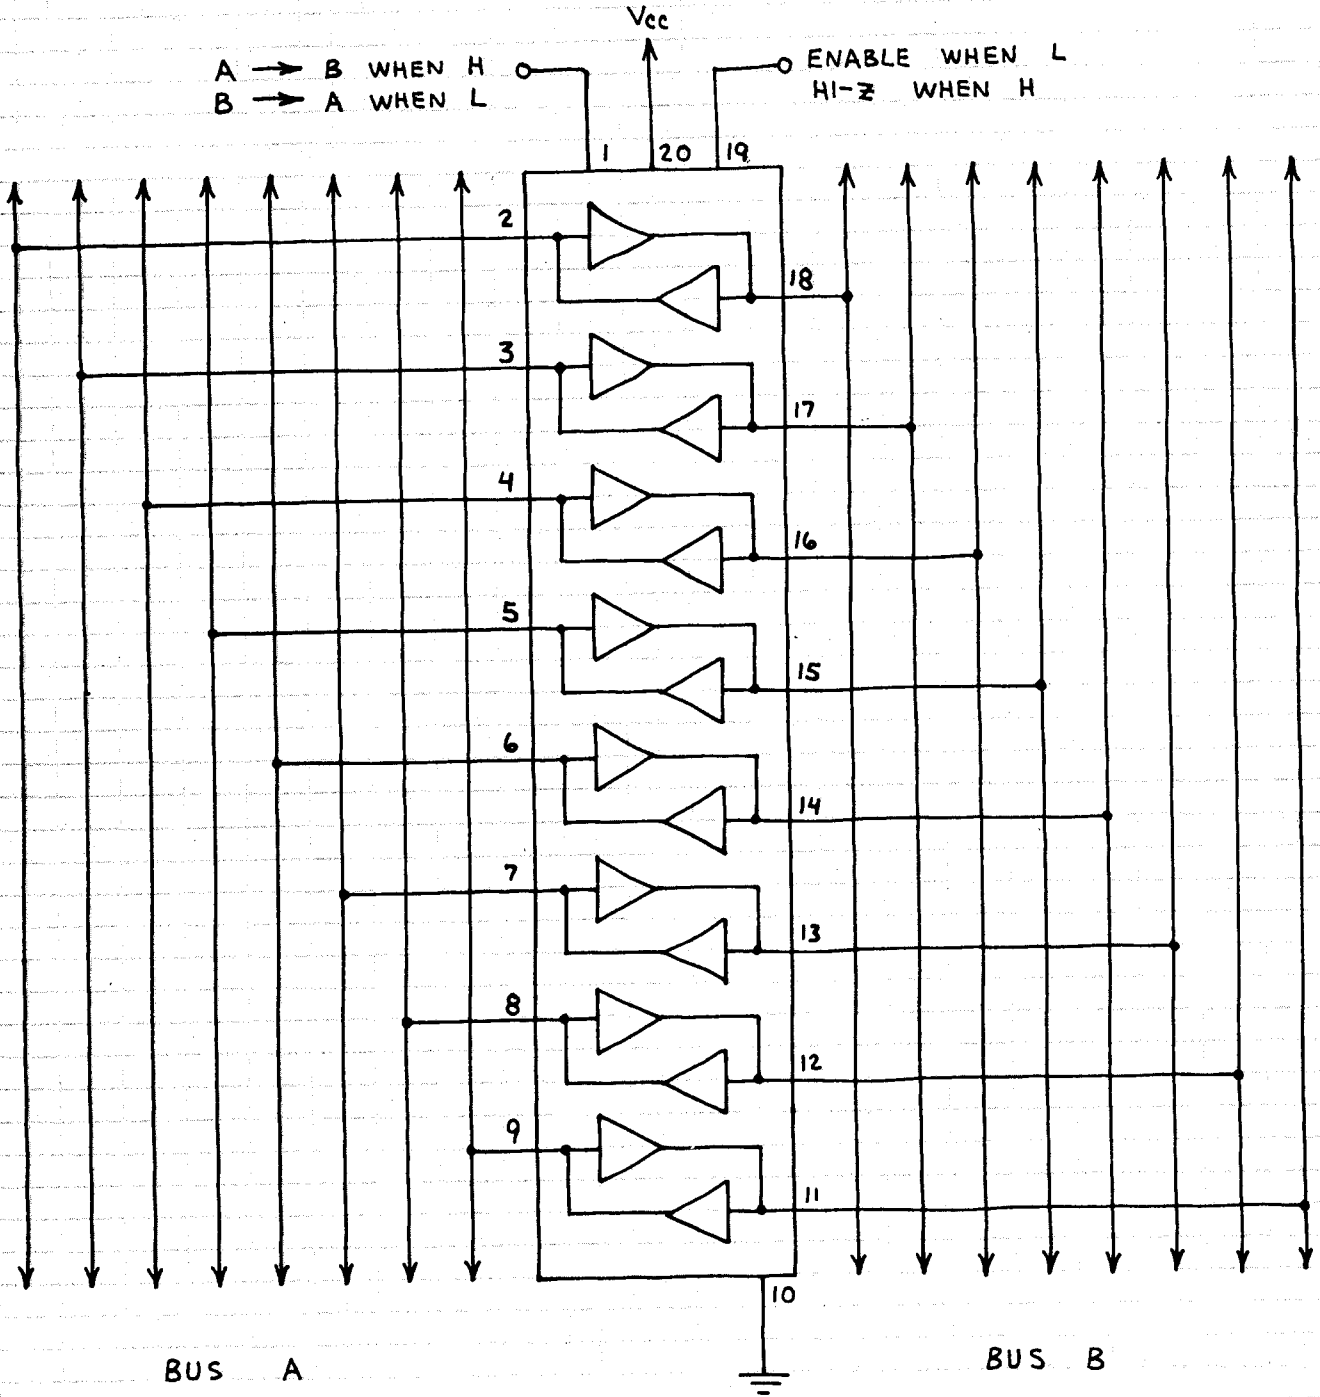 Vcc
A → B WHEN H
B → A WHEN L
ENABLE WHEN L
HI-Z WHEN H
1 20 19
2
18
3
17
4
16
5
15
6
14
7
13
8
12
9
11
10
BUS A
BUS B